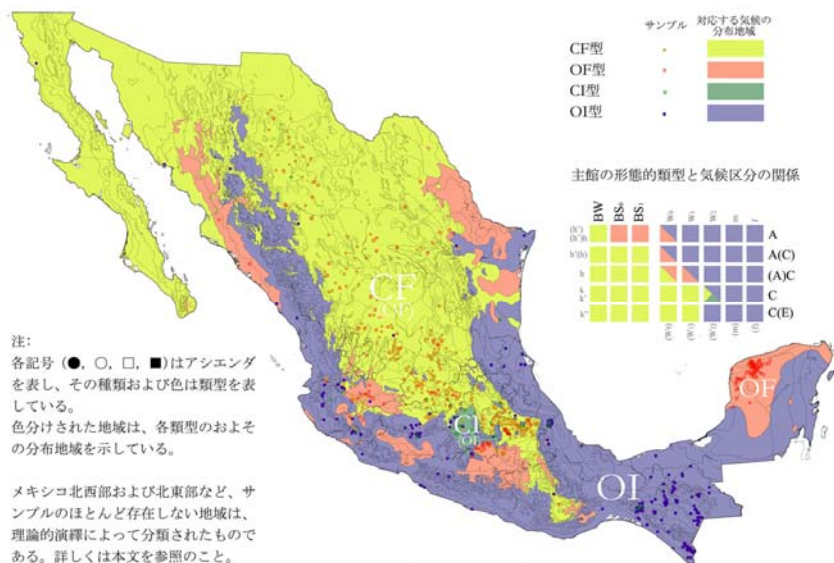 サンプル
対応する気候の
分布地域
CF型
OF型
CI型
OI型
主館の形態的類型と気候区分の関係
BW
BS₀
BS₁
A
A(C)
(A)C
C
C(E)
CF
(OF)
OF
CI
OI
注：
各記号（●，○，□，■）はアシエンダ
を表し、その種類および色は類型を表
している。
色分けされた地域は、各類型のおよそ
の分布地域を示している。
メキシコ北西部および北東部など、サ
ンプルのほとんど存在しない地域は、
理論的演繹によって分類されたもので
ある。詳しくは本文を参照のこと。